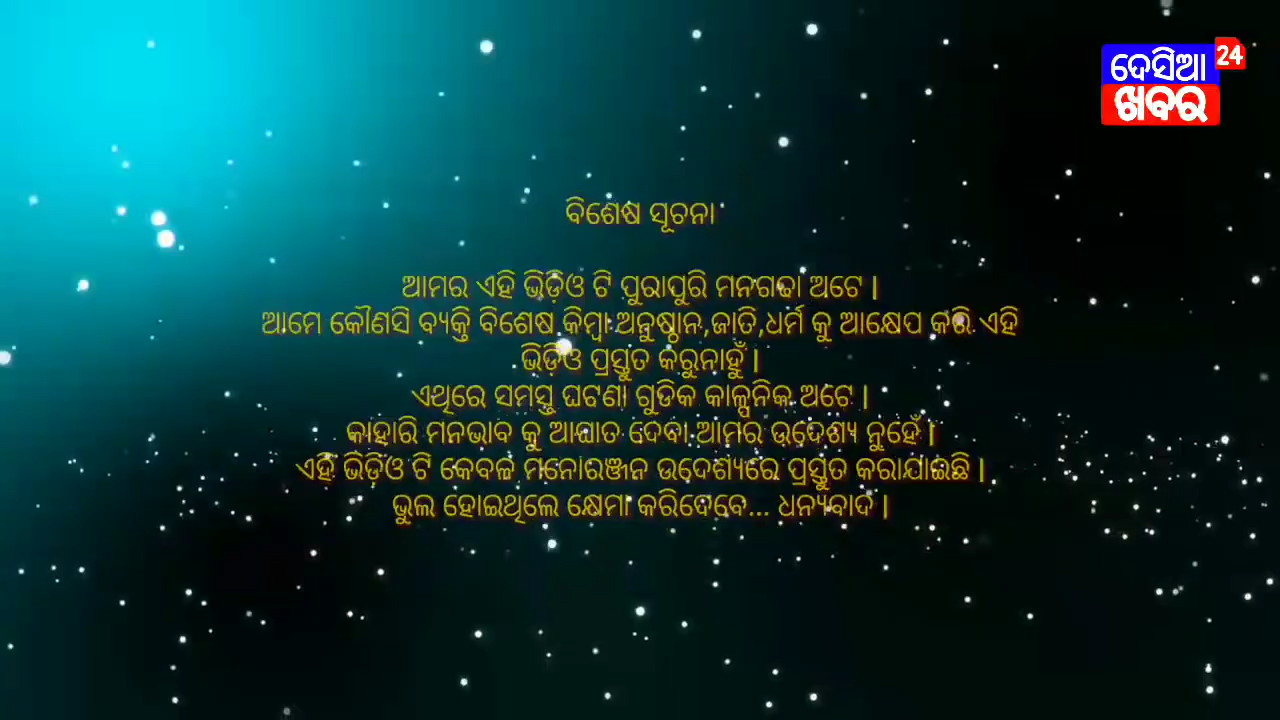 ଦେସିଆ 24
ଖବର
ବିଶେଷ ସୂଚନା
ଆମର ଏହି ଭିଡ଼ିଓ ଟି ପୁରାପୁରି ମନଗଢା ଅଟେ |
ଆମେ କୌଣସି ବ୍ୟକ୍ତି ବିଶେଷ,କିମ୍ବା ଅନୁଷ୍ଠାନ,ଜାତି,ଧର୍ମ କୁ ଆକ୍ଷେପ କରି ଏହି
ଭିଡ଼ିଓ ପ୍ରସ୍ତୁତ କରୁନାହୁଁ |
ଏଥିରେ ସମସ୍ତ ଘଟଣା ଗୁଡିକ କାଳ୍ପନିକ ଅଟେ |
କାହାରି ମନଭାବ କୁ ଆଘାତ ଦେବା ଆମର ଉଦେଶ୍ୟ ନୁହେଁ |
ଏହି ଭିଡ଼ିଓ ଟି କେବଳ ମନୋରଞ୍ଜନ ଉଦେଶ୍ୟରେ ପ୍ରସ୍ତୁତ କରାଯାଇଛି |
ଭୁଲ ହୋଇଥିଲେ କ୍ଷେମା କରିଦେବେ... ଧନ୍ୟବାଦ |